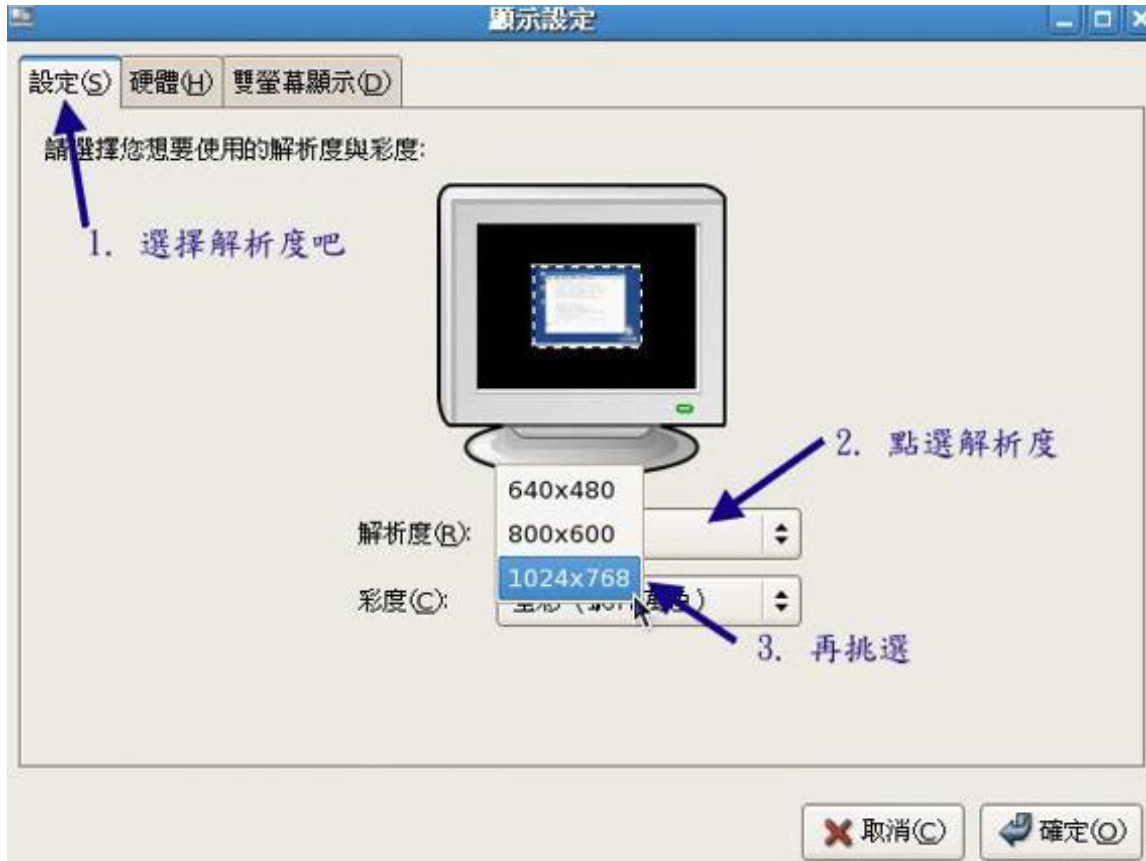 顯示設定
設定(S) 硬體(H) 雙螢幕顯示(D)
請選擇您想要使用的解析度與彩度:
1. 選擇解析度吧
2. 點選解析度
640x480
解析度(R): 800x600
1024x768
彩度(C):
3. 再挑選
取消(C) 確定(O)